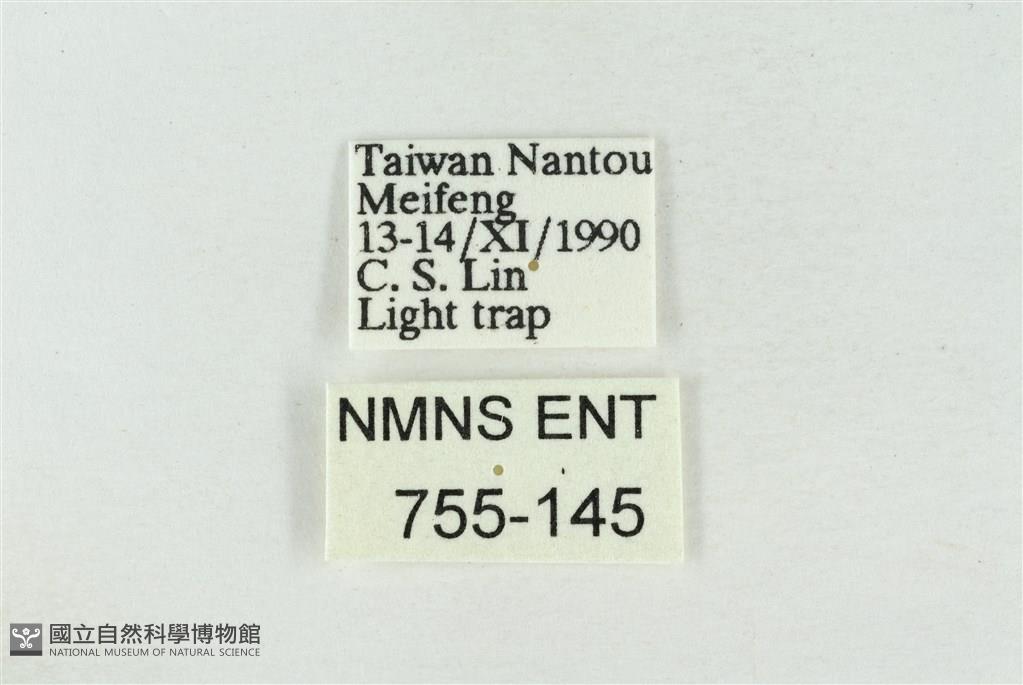 Taiwan Nantou
Meifeng
13-14/XI/1990
C. S. Lin
Light trap
NMNS ENT
755-145
國立自然科學博物館
NATIONAL MUSEUM OF NATURAL SCIENCE